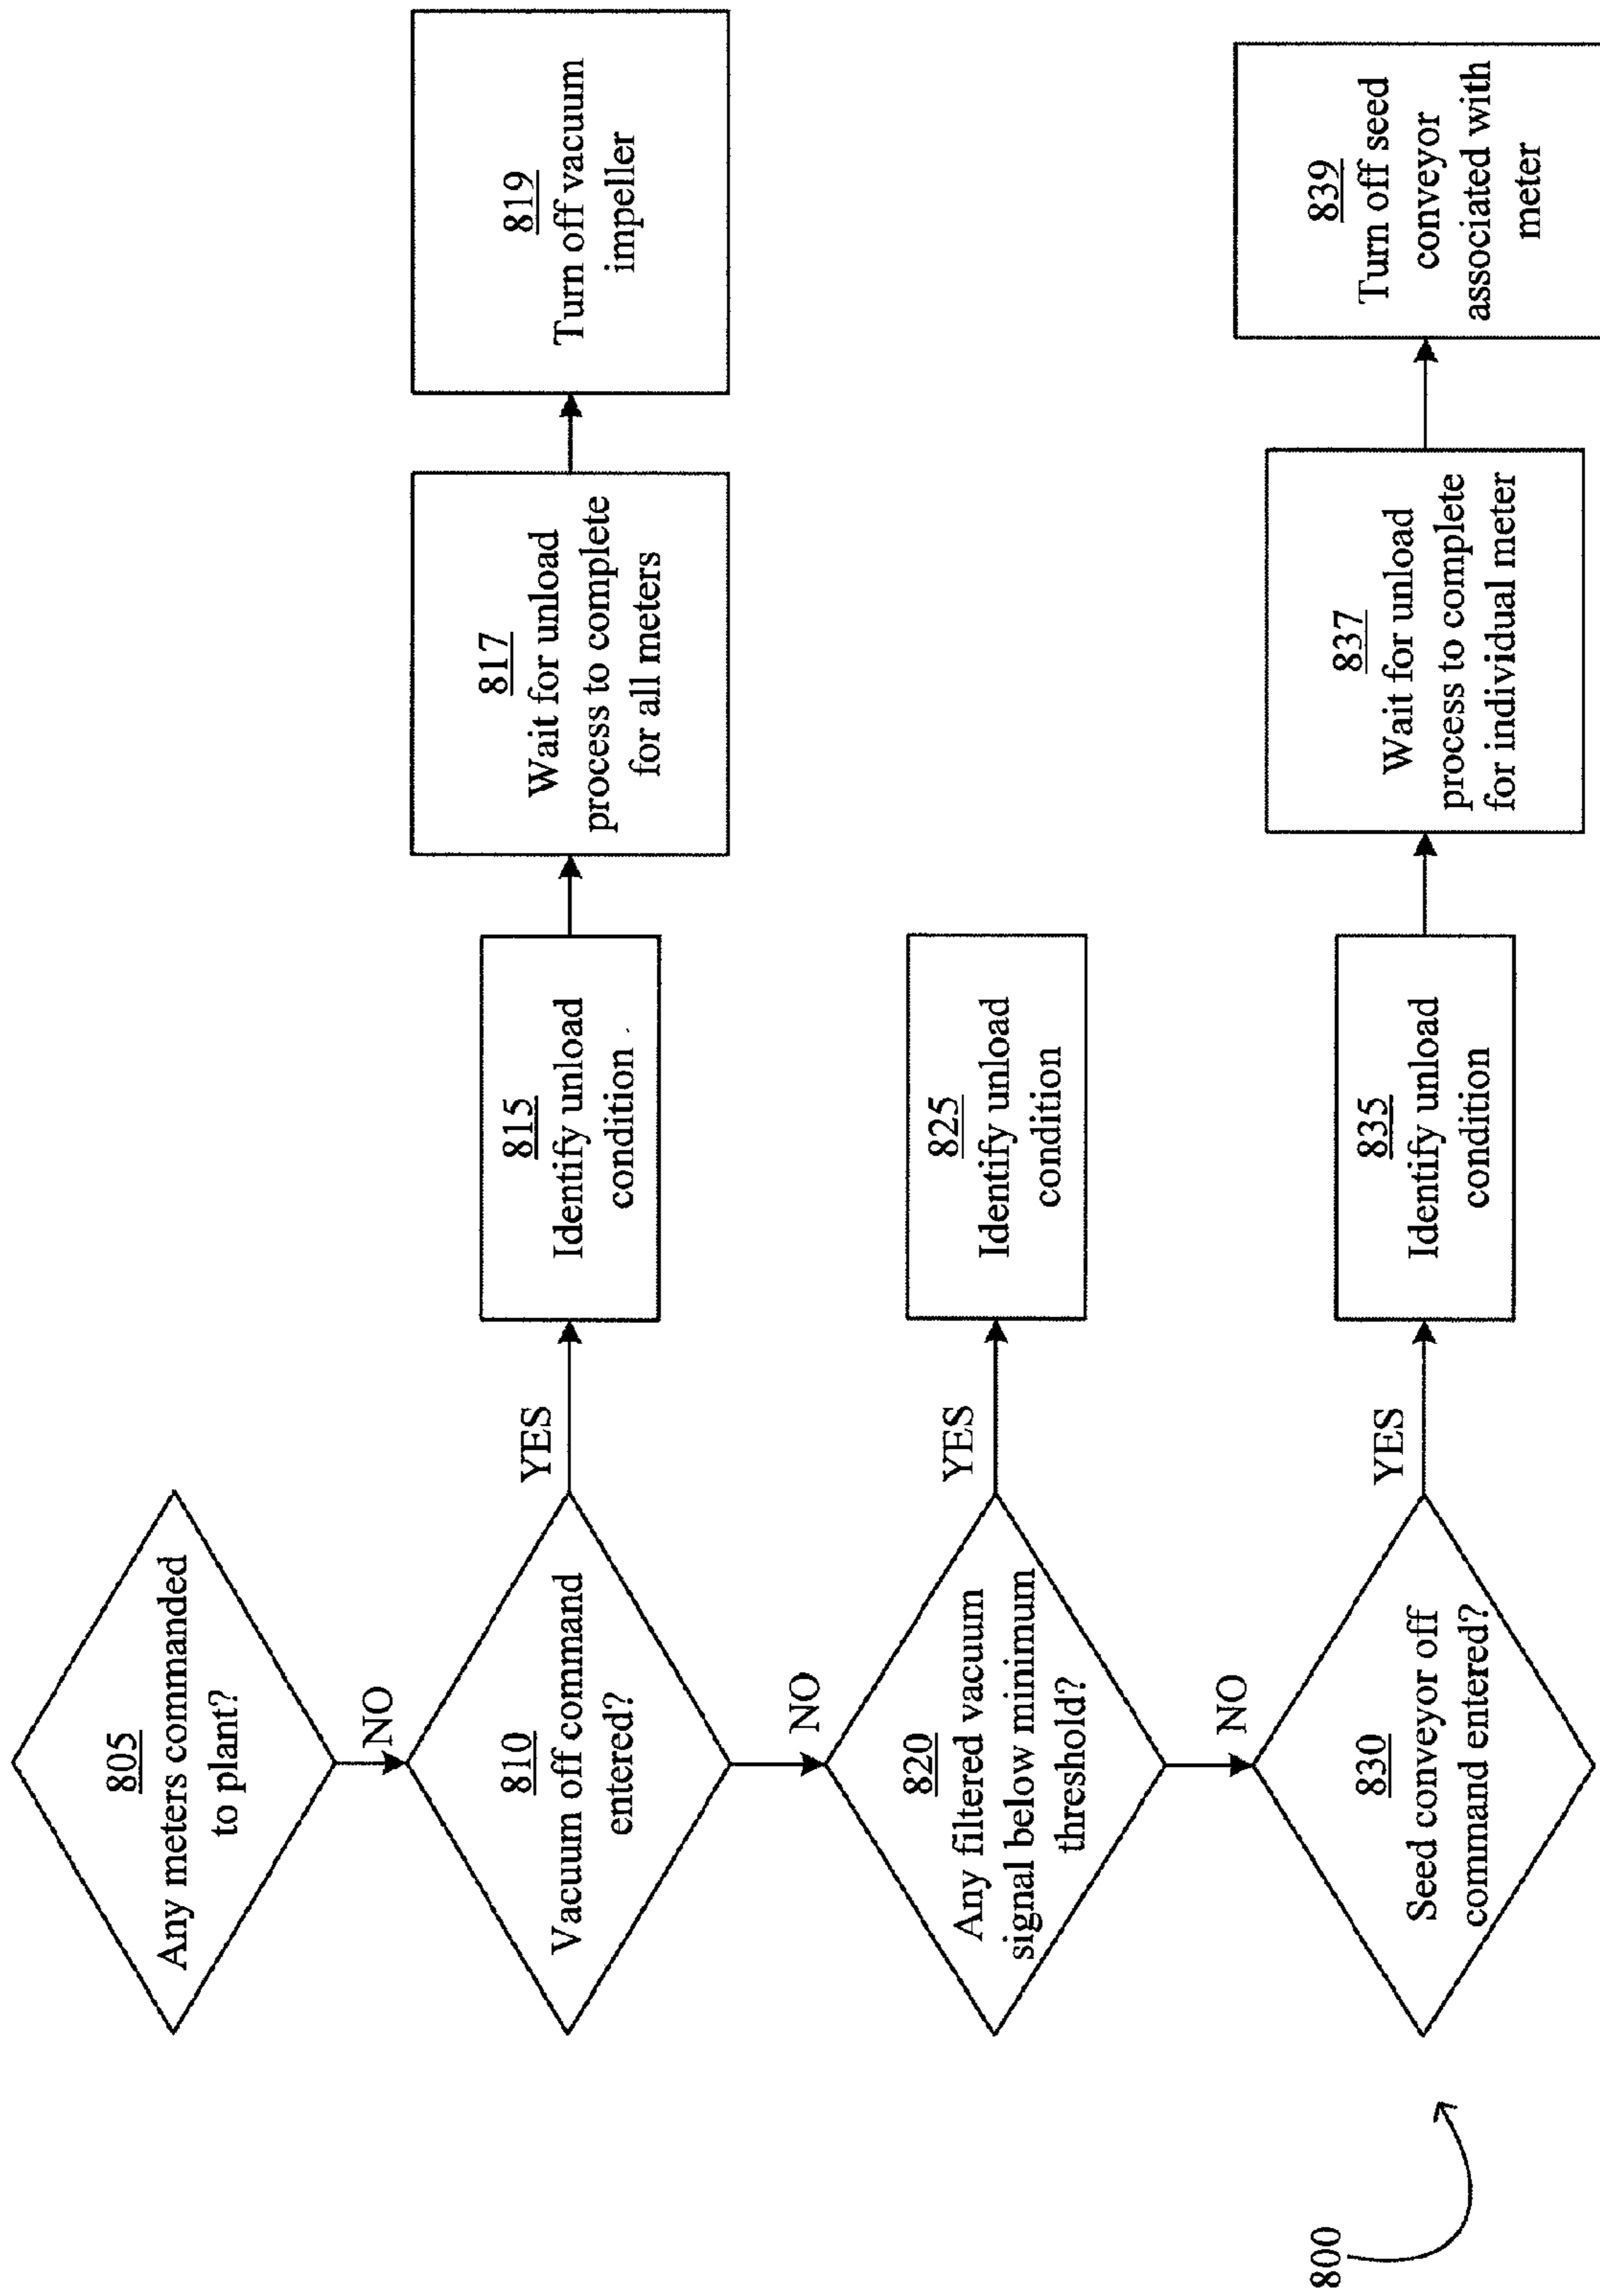 805
Any meters commanded
to plant?
NO
810
Vacuum off command
entered?
YES
815
Identify unload
condition
817
Wait for unload
process to complete
for all meters
819
Turn off vacuum
impeller
NO
820
Any filtered vacuum
signal below minimum
threshold?
YES
825
Identify unload
condition
NO
830
Seed conveyor off
command entered?
YES
835
Identify unload
condition
837
Wait for unload
process to complete
for individual meter
839
Turn off seed
conveyor
associated with
meter
800